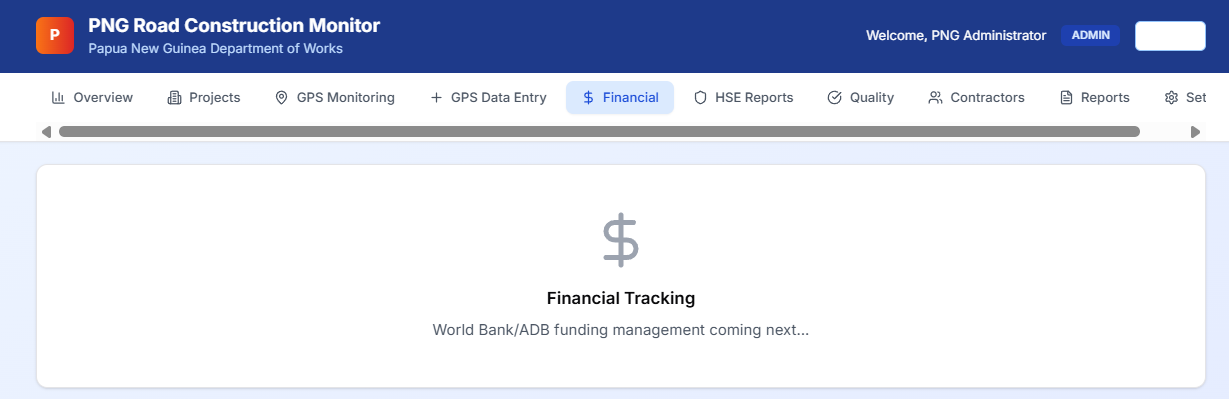 P
PNG Road Construction Monitor
Papua New Guinea Department of Works
Welcome, PNG Administrator
ADMIN
Overview
Projects
GPS Monitoring
GPS Data Entry
Financial
HSE Reports
Quality
Contractors
Reports
Set
Financial Tracking
World Bank/ADB funding management coming next...